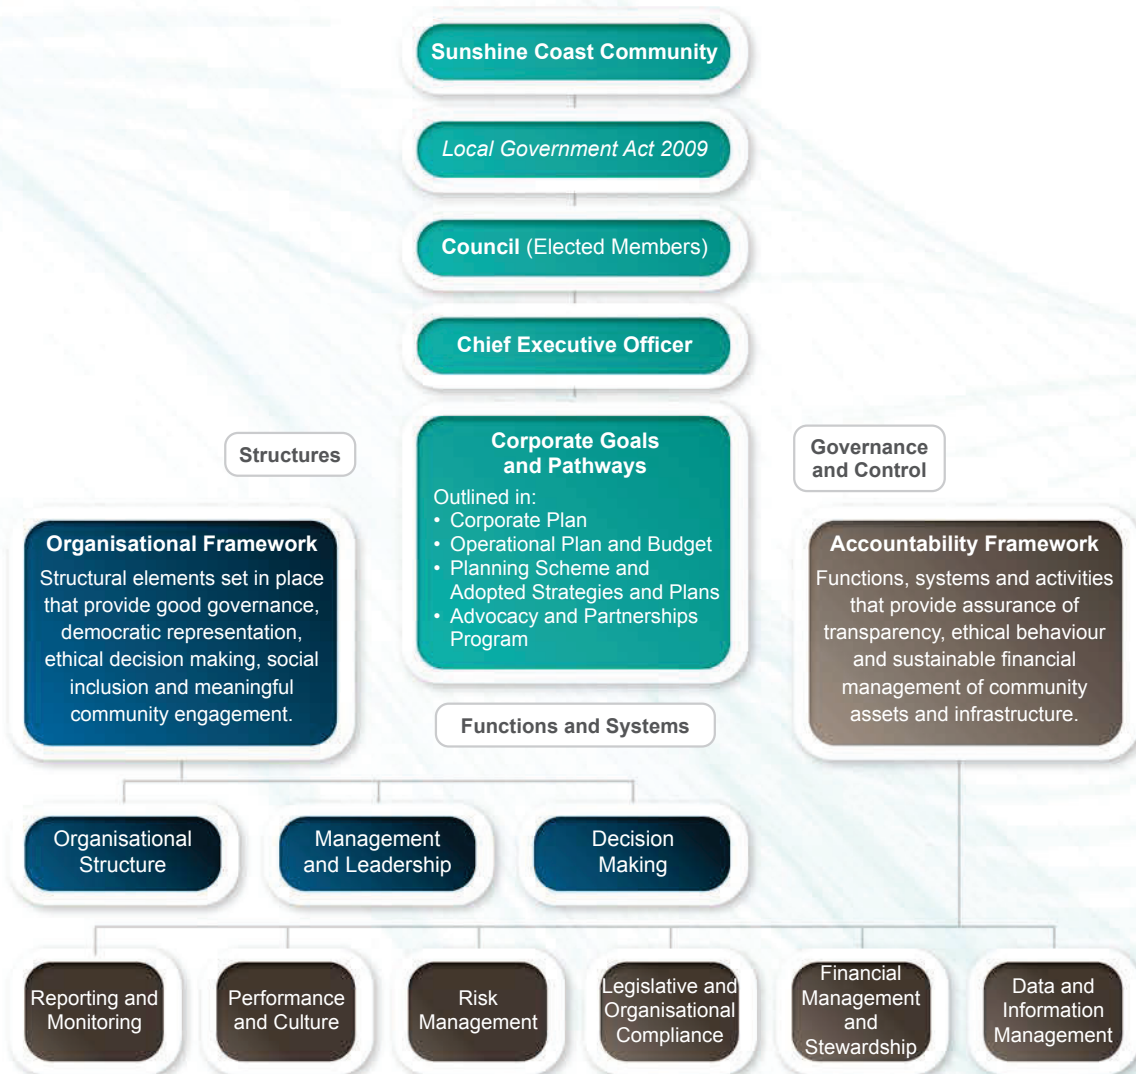 Sunshine Coast Community
Local Government Act 2009
Council (Elected Members)
Chief Executive Officer
Structures
Corporate Goals
and Pathways
Outlined in:
• Corporate Plan
• Operational Plan and Budget
• Planning Scheme and
Adopted Strategies and Plans
• Advocacy and Partnerships
Program
Governance
and Control
Organisational Framework
Structural elements set in place
that provide good governance,
democratic representation,
ethical decision making, social
inclusion and meaningful
community engagement.
Accountability Framework
Functions, systems and activities
that provide assurance of
transparency, ethical behaviour
and sustainable financial
management of community
assets and infrastructure.
Functions and Systems
Organisational
Structure
Management
and Leadership
Decision
Making
Reporting and
Monitoring
Performance
and Culture
Risk
Management
Legislative and
Organisational
Compliance
Financial
Management
and
Stewardship
Data and
Information
Management